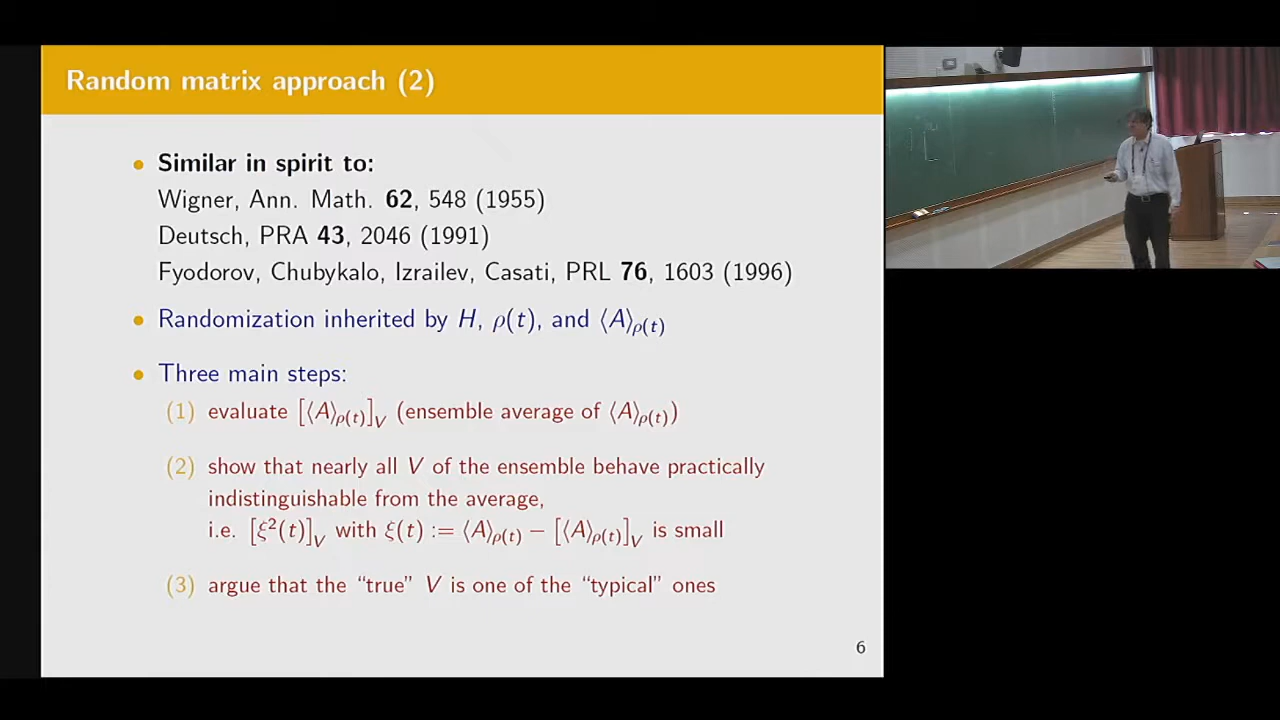 Random matrix approach (2)
• Similar in spirit to:
Wigner, Ann. Math. 62, 548 (1955)
Deutsch, PRA 43, 2046 (1991)
Fyodorov, Chubykalo, Izrailev, Casati, PRL 76, 1603 (1996)
• Randomization inherited by H, ρ(t), and ⟨A⟩ρ(t)
• Three main steps:
(1) evaluate [⟨A⟩ρ(t)]V (ensemble average of ⟨A⟩ρ(t))
(2) show that nearly all V of the ensemble behave practically
indistinguishable from the average,
i.e. [ξ²(t)]V with ξ(t) := ⟨A⟩ρ(t) − [⟨A⟩ρ(t)]V is small
(3) argue that the “true” V is one of the “typical” ones
6